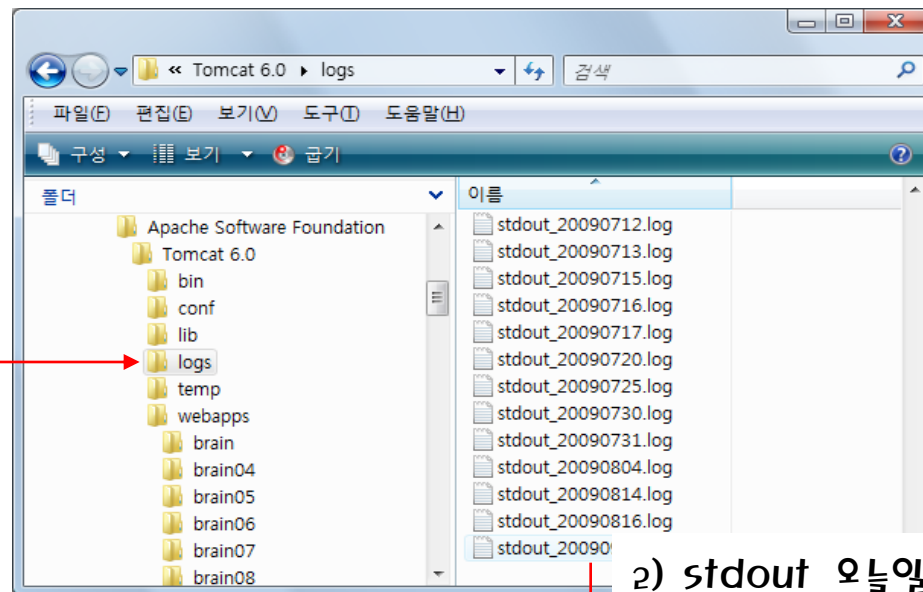 « Tomcat 6.0 ▸ logs
검색
파일(F) 편집(E) 보기(V) 도구(T) 도움말(H)
구성 보기 굽기
폴더
이름
Apache Software Foundation
Tomcat 6.0
bin
conf
lib
logs
temp
webapps
brain
brain04
brain05
brain06
brain07
brain08
stdout_20090712.log
stdout_20090713.log
stdout_20090715.log
stdout_20090716.log
stdout_20090717.log
stdout_20090720.log
stdout_20090725.log
stdout_20090730.log
stdout_20090731.log
stdout_20090804.log
stdout_20090814.log
stdout_20090816.log
stdout_20090
2) stdout